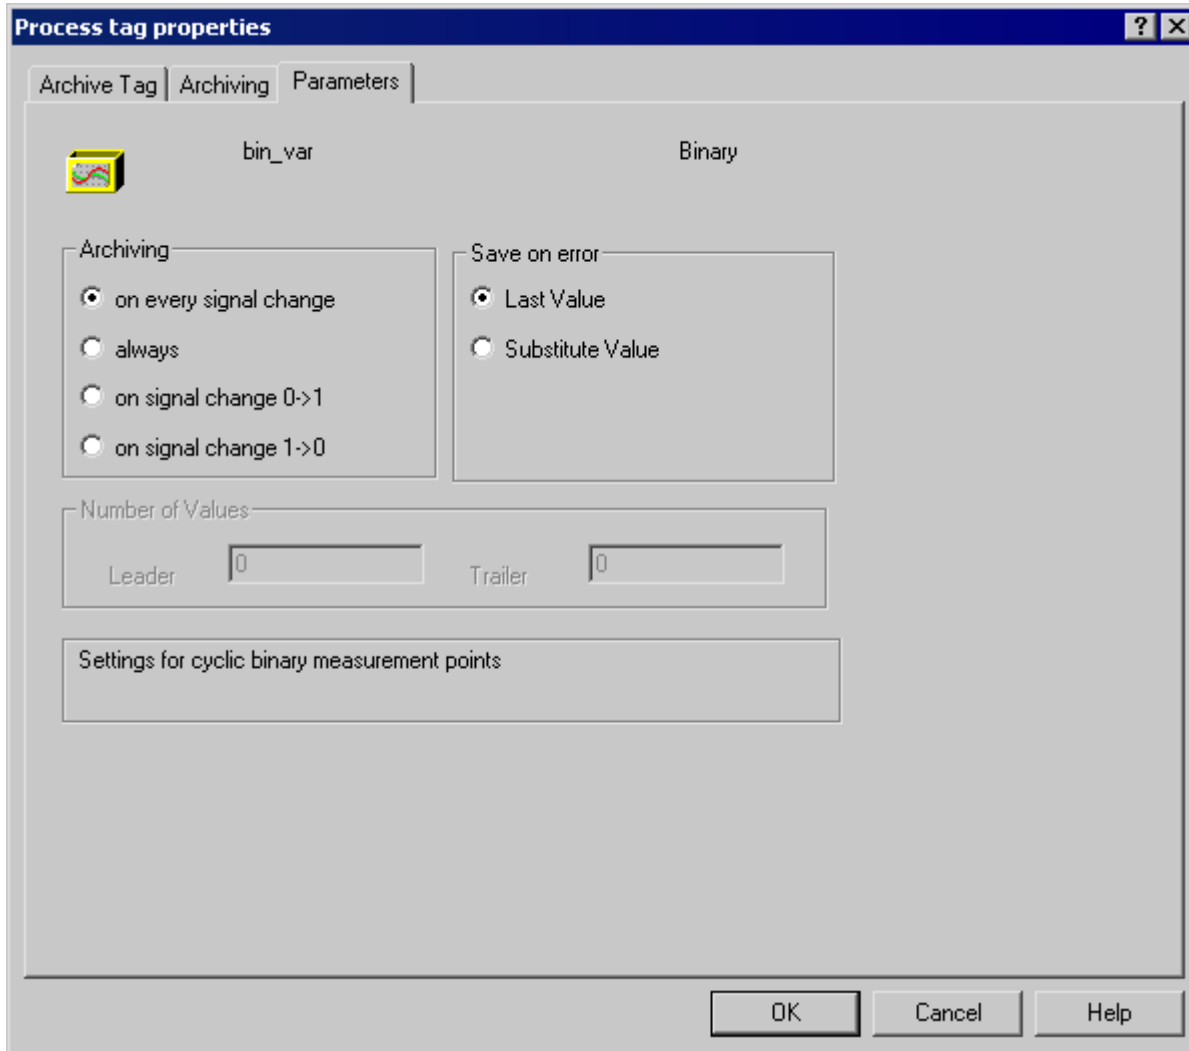 Process tag properties
Archive Tag Archiving Parameters
bin_var Binary
Archiving
on every signal change
always
on signal change 0->1
on signal change 1->0
Save on error
Last Value
Substitute Value
Number of Values
Leader 0 Trailer 0
Settings for cyclic binary measurement points
OK Cancel Help